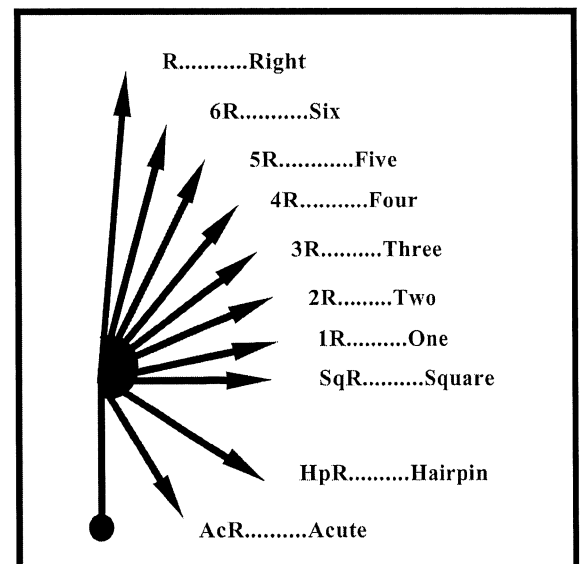 R...........Right
6R...........Six
5R............Five
4R...........Four
3R..........Three
2R.........Two
1R..........One
SqR..........Square
HpR..........Hairpin
AcR..........Acute